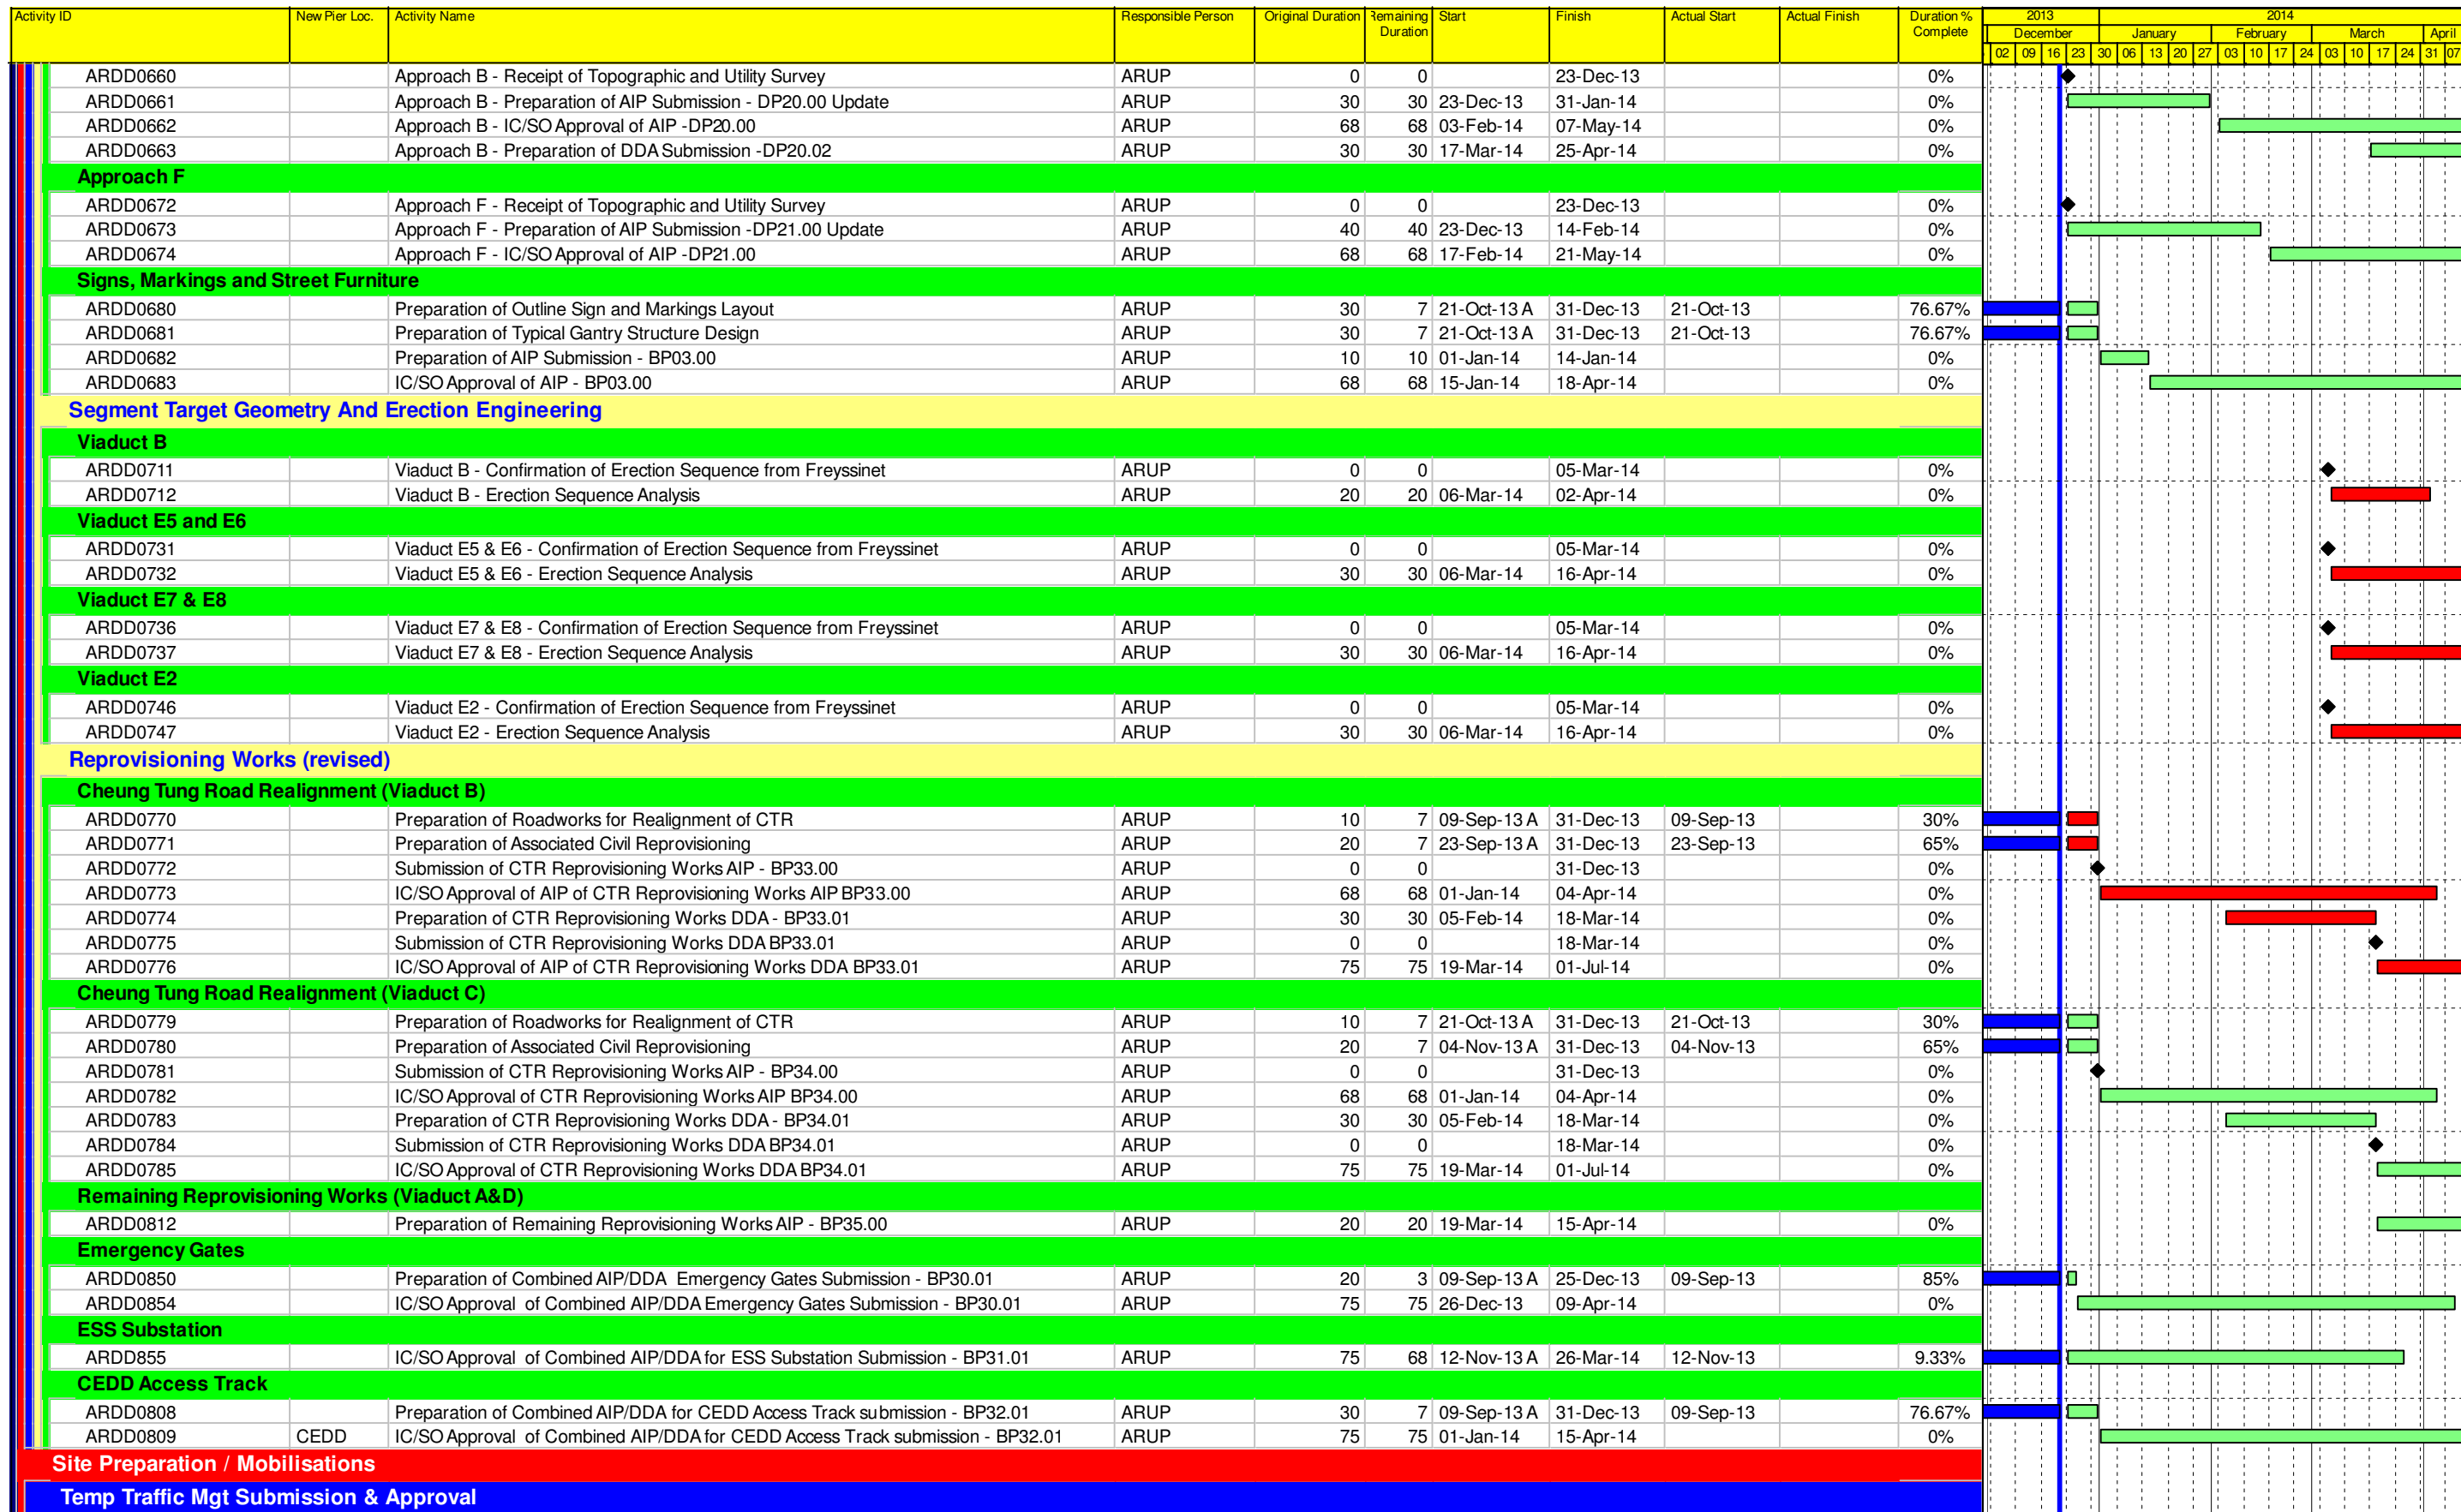 Activity ID New Pier Loc. Activity Name Responsible Person Original Duration Remaining Duration Start Finish Actual Start Actual Finish Duration % Complete 2013 2014
December January February March April
02 09 16 23 30 06 13 20 27 03 10 17 24 03 10 17 24 31 07
ARDD0660 Approach B - Receipt of Topographic and Utility Survey ARUP 0 0 23-Dec-13 0%
ARDD0661 Approach B - Preparation of AIP Submission - DP20.00 Update ARUP 30 30 23-Dec-13 31-Jan-14 0%
ARDD0662 Approach B - IC/SO Approval of AIP -DP20.00 ARUP 68 68 03-Feb-14 07-May-14 0%
ARDD0663 Approach B - Preparation of DDA Submission -DP20.02 ARUP 30 30 17-Mar-14 25-Apr-14 0%
Approach F
ARDD0672 Approach F - Receipt of Topographic and Utility Survey ARUP 0 0 23-Dec-13 0%
ARDD0673 Approach F - Preparation of AIP Submission -DP21.00 Update ARUP 40 40 23-Dec-13 14-Feb-14 0%
ARDD0674 Approach F - IC/SO Approval of AIP -DP21.00 ARUP 68 68 17-Feb-14 21-May-14 0%
Signs, Markings and Street Furniture
ARDD0680 Preparation of Outline Sign and Markings Layout ARUP 30 7 21-Oct-13 A 31-Dec-13 21-Oct-13 76.67%
ARDD0681 Preparation of Typical Gantry Structure Design ARUP 30 7 21-Oct-13 A 31-Dec-13 21-Oct-13 76.67%
ARDD0682 Preparation of AIP Submission - BP03.00 ARUP 10 10 01-Jan-14 14-Jan-14 0%
ARDD0683 IC/SO Approval of AIP - BP03.00 ARUP 68 68 15-Jan-14 18-Apr-14 0%
Segment Target Geometry And Erection Engineering
Viaduct B
ARDD0711 Viaduct B - Confirmation of Erection Sequence from Freyssinet ARUP 0 0 05-Mar-14 0%
ARDD0712 Viaduct B - Erection Sequence Analysis ARUP 20 20 06-Mar-14 02-Apr-14 0%
Viaduct E5 and E6
ARDD0731 Viaduct E5 & E6 - Confirmation of Erection Sequence from Freyssinet ARUP 0 0 05-Mar-14 0%
ARDD0732 Viaduct E5 & E6 - Erection Sequence Analysis ARUP 30 30 06-Mar-14 16-Apr-14 0%
Viaduct E7 & E8
ARDD0736 Viaduct E7 & E8 - Confirmation of Erection Sequence from Freyssinet ARUP 0 0 05-Mar-14 0%
ARDD0737 Viaduct E7 & E8 - Erection Sequence Analysis ARUP 30 30 06-Mar-14 16-Apr-14 0%
Viaduct E2
ARDD0746 Viaduct E2 - Confirmation of Erection Sequence from Freyssinet ARUP 0 0 05-Mar-14 0%
ARDD0747 Viaduct E2 - Erection Sequence Analysis ARUP 30 30 06-Mar-14 16-Apr-14 0%
Reprovisioning Works (revised)
Cheung Tung Road Realignment (Viaduct B)
ARDD0770 Preparation of Roadworks for Realignment of CTR ARUP 10 7 09-Sep-13 A 31-Dec-13 09-Sep-13 30%
ARDD0771 Preparation of Associated Civil Reprovisioning ARUP 20 7 23-Sep-13 A 31-Dec-13 23-Sep-13 65%
ARDD0772 Submission of CTR Reprovisioning Works AIP - BP33.00 ARUP 0 0 31-Dec-13 0%
ARDD0773 IC/SO Approval of AIP of CTR Reprovisioning Works AIP BP33.00 ARUP 68 68 01-Jan-14 04-Apr-14 0%
ARDD0774 Preparation of CTR Reprovisioning Works DDA - BP33.01 ARUP 30 30 05-Feb-14 18-Mar-14 0%
ARDD0775 Submission of CTR Reprovisioning Works DDA BP33.01 ARUP 0 0 18-Mar-14 0%
ARDD0776 IC/SO Approval of AIP of CTR Reprovisioning Works DDA BP33.01 ARUP 75 75 19-Mar-14 01-Jul-14 0%
Cheung Tung Road Realignment (Viaduct C)
ARDD0779 Preparation of Roadworks for Realignment of CTR ARUP 10 7 21-Oct-13 A 31-Dec-13 21-Oct-13 30%
ARDD0780 Preparation of Associated Civil Reprovisioning ARUP 20 7 04-Nov-13 A 31-Dec-13 04-Nov-13 65%
ARDD0781 Submission of CTR Reprovisioning Works AIP - BP34.00 ARUP 0 0 31-Dec-13 0%
ARDD0782 IC/SO Approval of CTR Reprovisioning Works AIP BP34.00 ARUP 68 68 01-Jan-14 04-Apr-14 0%
ARDD0783 Preparation of CTR Reprovisioning Works DDA - BP34.01 ARUP 30 30 05-Feb-14 18-Mar-14 0%
ARDD0784 Submission of CTR Reprovisioning Works DDA BP34.01 ARUP 0 0 18-Mar-14 0%
ARDD0785 IC/SO Approval of CTR Reprovisioning Works DDA BP34.01 ARUP 75 75 19-Mar-14 01-Jul-14 0%
Remaining Reprovisioning Works (Viaduct A&D)
ARDD0812 Preparation of Remaining Reprovisioning Works AIP - BP35.00 ARUP 20 20 19-Mar-14 15-Apr-14 0%
Emergency Gates
ARDD0850 Preparation of Combined AIP/DDA Emergency Gates Submission - BP30.01 ARUP 20 3 09-Sep-13 A 25-Dec-13 09-Sep-13 85%
ARDD0854 IC/SO Approval of Combined AIP/DDA Emergency Gates Submission - BP30.01 ARUP 75 75 26-Dec-13 09-Apr-14 0%
ESS Substation
ARDD855 IC/SO Approval of Combined AIP/DDA for ESS Substation Submission - BP31.01 ARUP 75 68 12-Nov-13 A 26-Mar-14 12-Nov-13 9.33%
CEDD Access Track
ARDD0808 Preparation of Combined AIP/DDA for CEDD Access Track submission - BP32.01 ARUP 30 7 09-Sep-13 A 31-Dec-13 09-Sep-13 76.67%
ARDD0809 CEDD IC/SO Approval of Combined AIP/DDA for CEDD Access Track submission - BP32.01 ARUP 75 75 01-Jan-14 15-Apr-14 0%
Site Preparation / Mobilisations
Temp Traffic Mgt Submission & Approval